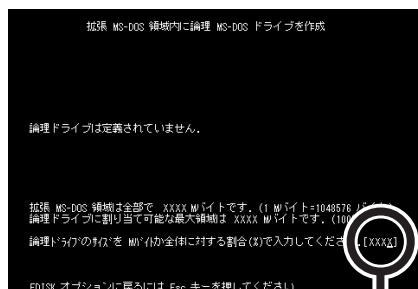 拡張 MS-DOS 領域内に論理 MS-DOS ドライブを作成
論理ドライブは定義されていません.
拡張 MS-DOS 領域は全部で XXXX Mバイトです. (1 Mバイト=1048576 バイト)
論理ドライブに割り当て可能な最大領域は XXXX Mバイトです. (100
論理ドライブのサイズを Mバイトか全体に対する割合(%)で入力してください.[XXXX]
FDISK オプションに戻るには Esc キーを押してください